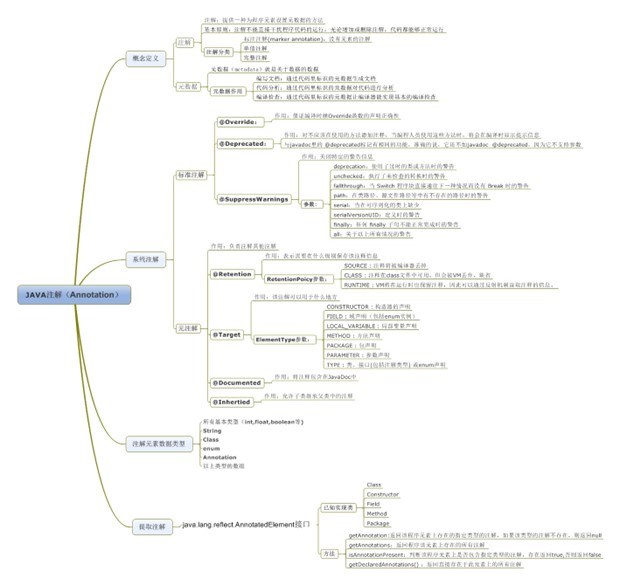 JAVA注解（Annotation）
概念定义
注解
注解：提供一种为程序元素设置元数据的方法
基本原则：注解不能直接干扰程序代码的运行，无论增加或删除注解，代码都能够正常运行
注解分类
标注注解(marker annotation)，没有元素的注解
单值注解
完整注解
元数据
元数据（metadata）就是关于数据的数据
元数据作用
编写文档：通过代码里标识的元数据生成文档
代码分析：通过代码里标识的元数据对代码进行分析
编译检查：通过代码里标识的元数据让编译器能实现基本的编译检查
系统注解
标准注解
@Override：
作用：保证编译时候Override函数的声明正确性
@Deprecated：
作用：对不应该在使用的方法添加注释，当编程人员使用这些方法时，将会在编译时显示提示信息
与javadoc里的 @deprecated标记有相同的功能，准确的说，它还不如javadoc @deprecated，因为它不支持参数
@SuppressWarnings
作用：关闭特定的警告信息
参数：
deprecation：使用了过时的类或方法时的警告
unchecked：执行了未检查的转换时的警告
fallthrough：当 Switch 程序块直接通往下一种情况而没有 Break 时的警告
path：在类路径、源文件路径等中有不存在的路径时的警告
serial：当在可序列化的类上缺少
serialVersionUID：定义时的警告
finally：任何 finally 子句不能正常完成时的警告
all：关于以上所有情况的警告
元注解
作用：负责注解其他注解
@Retention
作用：表示需要在什么级别保存该注释信息
RetentionPoicy参数：
SOURCE：注释将被编译器丢掉
CLASS：注释在class文件中可用，但会被VM丢弃，缺省
RUNTIME：VM将在运行时也保留注释，因此可以通过反射机制读取注释的信息。
@Target
作用：该注解可以用于什么地方
ElementType参数：
CONSTRUCTOR：构造器的声明
FIELD：域声明（包括enum实例）
LOCAL_VARIABLE：局部变量声明
METHOD：方法声明
PACKAGE：包声明
PARAMETER：参数声明
TYPE：类、接口(包括注解类型) 或enum声明
@Documented
作用：将注释包含在JavaDoc中
@Inhertied
作用：允许子类继承父类中的注释
注解元素数据类型
所有基本类型（int,float,boolean等）
String
Class
enum
Annotation
以上类型的数组
提取注解
java.lang.reflect.AnnotatedElement接口
已知实现类
Class
Constructor
Field
Method
Package
方法
getAnnotation:返回该程序元素上存在的指定类型的注解，如果该类型的注解不存在，则返回null
getAnnotations：返回程序该元素上存在的所有注解
isAnnotationPresent：判断该程序元素上是否包含指定类型的注解，存在返回true,否则返回false
getDeclaredAnnotations()：返回直接存在于此元素上的所有注解